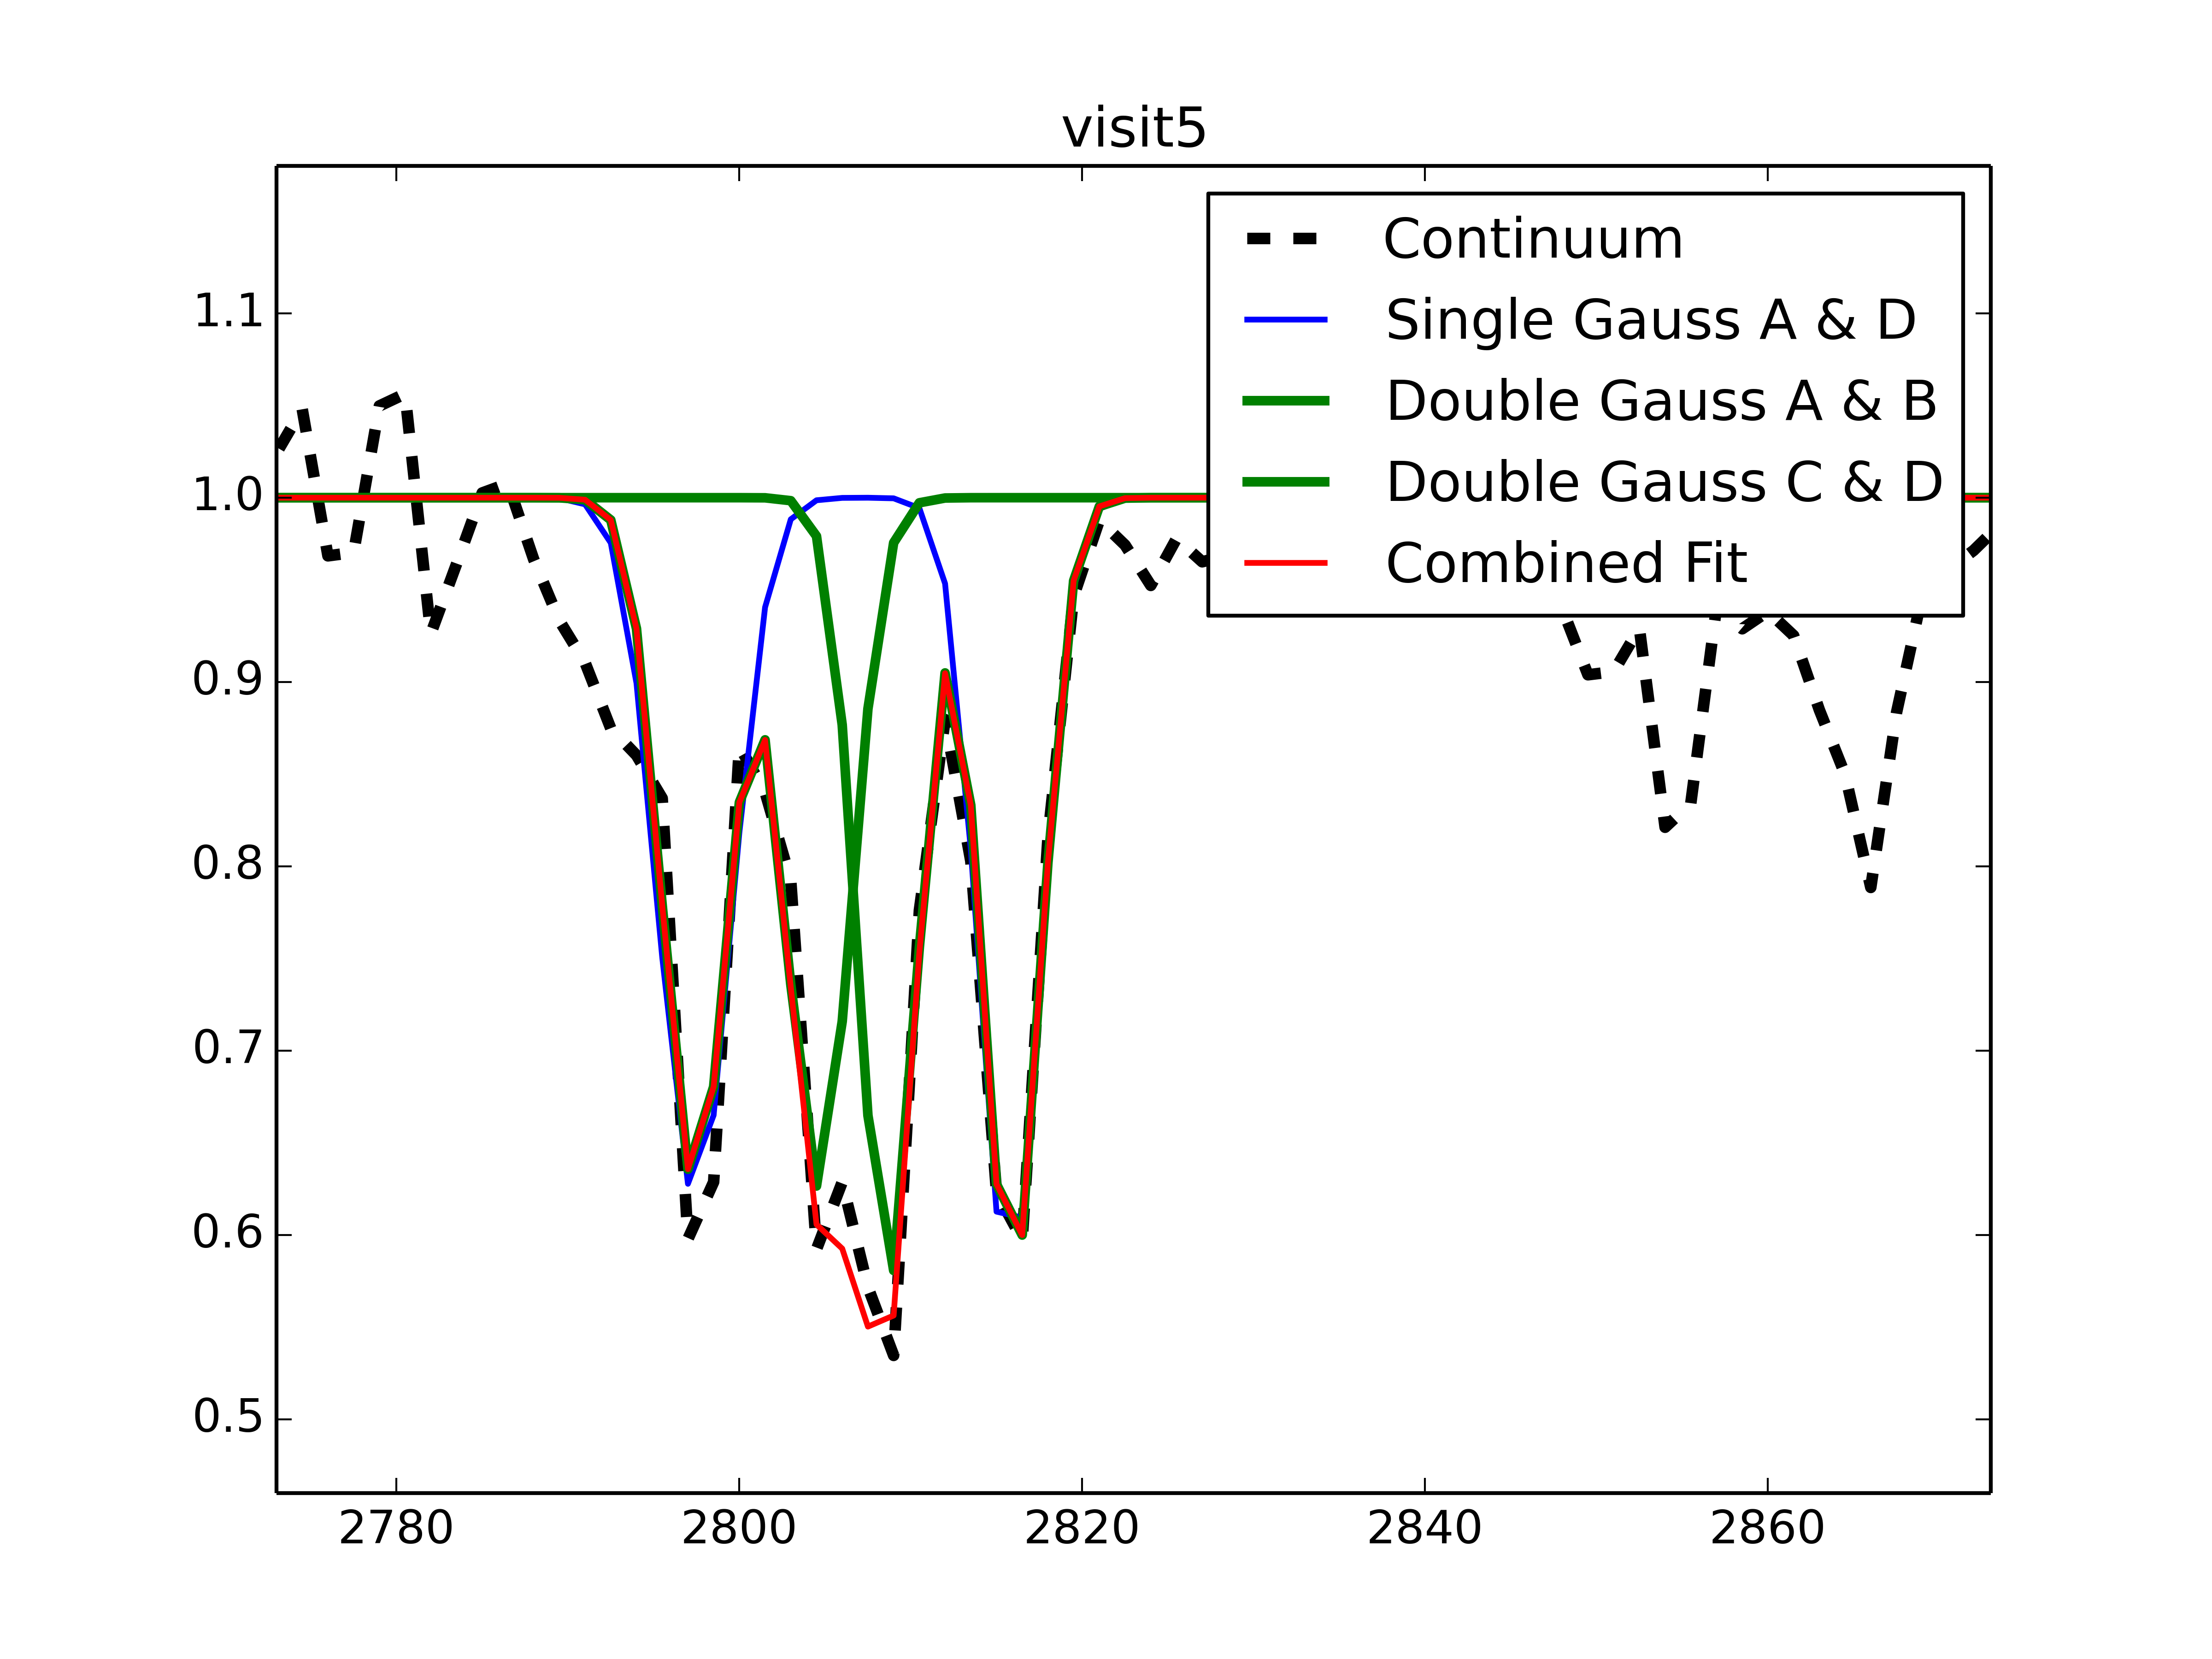 visit5
Continuum
Single Gauss A & D
Double Gauss A & B
Double Gauss C & D
Combined Fit
1.1
1.0
0.9
0.8
0.7
0.6
0.5
2780 2800 2820 2840 2860